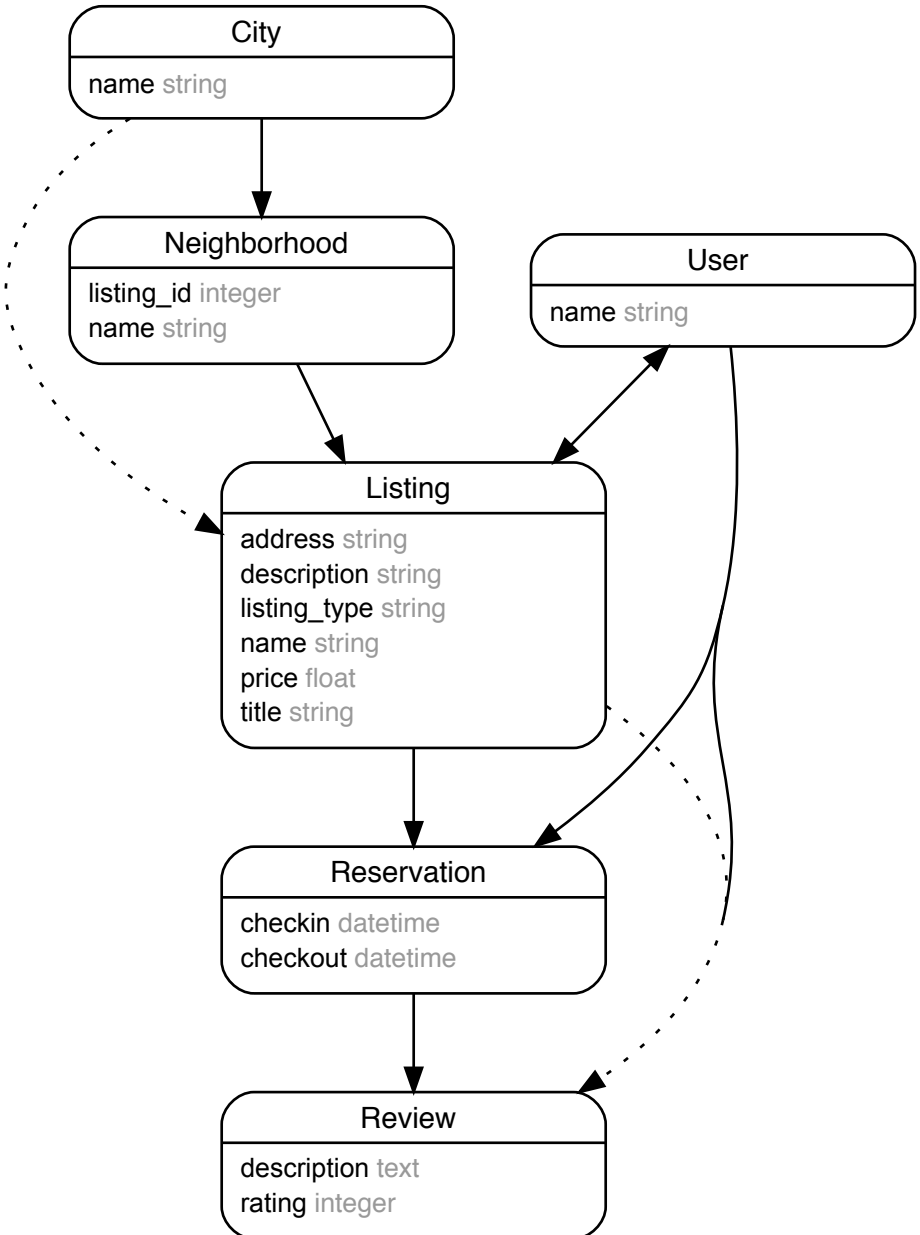 City
name string
Neighborhood
listing_id integer
name string
User
name string
Listing
address string
description string
listing_type string
name string
price float
title string
Reservation
checkin datetime
checkout datetime
Review
description text
rating integer